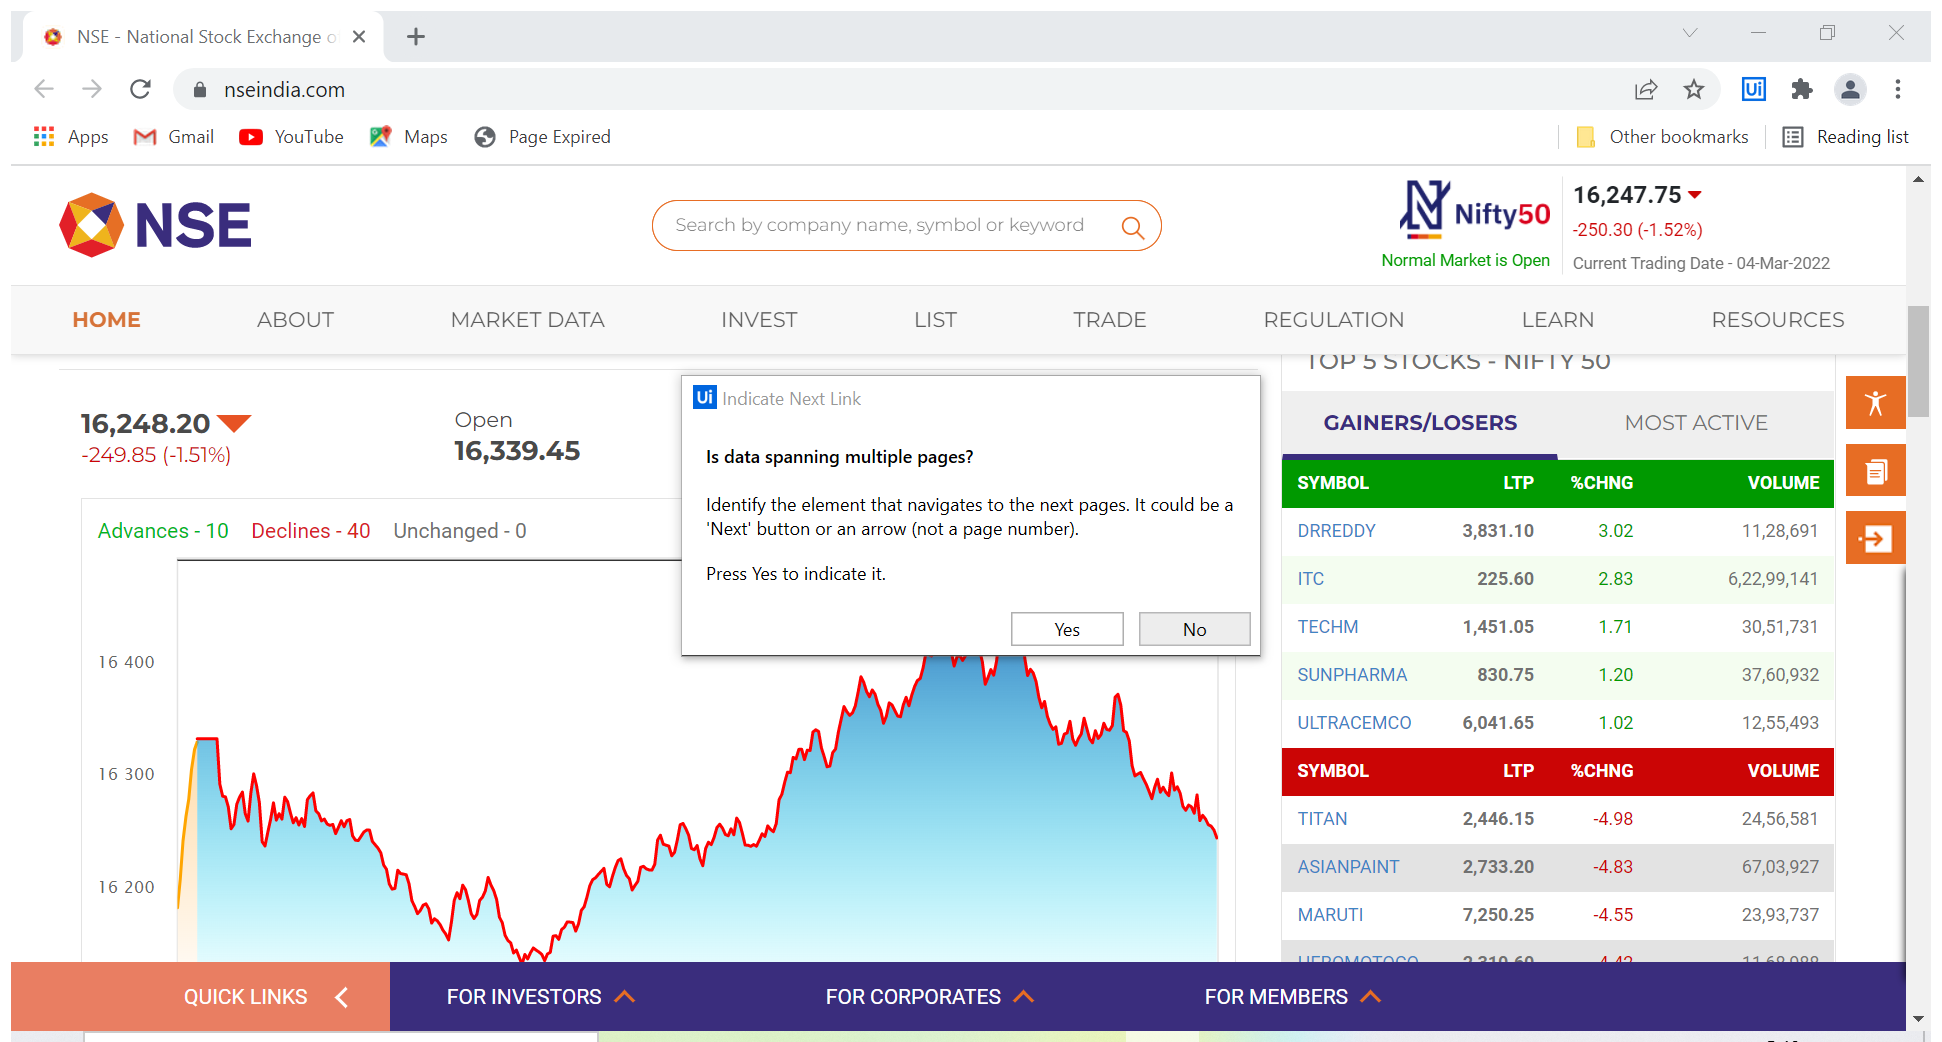 NSE - National Stock Exchange o
nseindia.com
Ui
Apps
Gmail
YouTube
Maps
Page Expired
Other bookmarks
Reading list
NSE
Search by company name, symbol or keyword
Nifty50
Normal Market is Open
16,247.75
-250.30 (-1.52%)
Current Trading Date - 04-Mar-2022
HOME
ABOUT
MARKET DATA
INVEST
LIST
TRADE
REGULATION
LEARN
RESOURCES
16,248.20
-249.85 (-1.51%)
Open
16,339.45
Advances - 10
Declines - 40
Unchanged - 0
16 400
16 300
16 200
Ui Indicate Next Link
Is data spanning multiple pages?
Identify the element that navigates to the next pages. It could be a
'Next' button or an arrow (not a page number).
Press Yes to indicate it.
Yes
No
TOP 5 STOCKS - NIFTY 50
GAINERS/LOSERS
MOST ACTIVE
SYMBOL LTP %CHNG VOLUME
DRREDDY 3,831.10 3.02 11,28,691
ITC 225.60 2.83 6,22,99,141
TECHM 1,451.05 1.71 30,51,731
SUNPHARMA 830.75 1.20 37,60,932
ULTRACEMCO 6,041.65 1.02 12,55,493
SYMBOL LTP %CHNG VOLUME
TITAN 2,446.15 -4.98 24,56,581
ASIANPAINT 2,733.20 -4.83 67,03,927
MARUTI 7,250.25 -4.55 23,93,737
QUICK LINKS
FOR INVESTORS
FOR CORPORATES
FOR MEMBERS